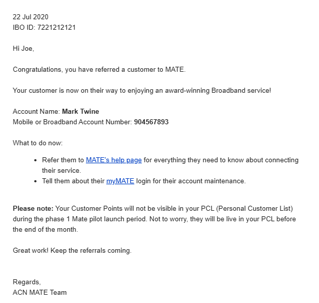 22 Jul 2020
IBO ID: 7221212121
Hi Joe,
Congratulations, you have referred a customer to MATE.
Your customer is now on their way to enjoying an award-winning Broadband service!
Account Name: Mark Twine
Mobile or Broadband Account Number: 904567893
What to do now:
• Refer them to MATE's help page for everything they need to know about connecting
their service.
• Tell them about their myMATE login for their account maintenance.
Please note: Your Customer Points will not be visible in your PCL (Personal Customer List)
during the phase 1 Mate pilot launch period. Not to worry, they will be live in your PCL before
the end of the month.
Great work! Keep the referrals coming.
Regards,
ACN MATE Team